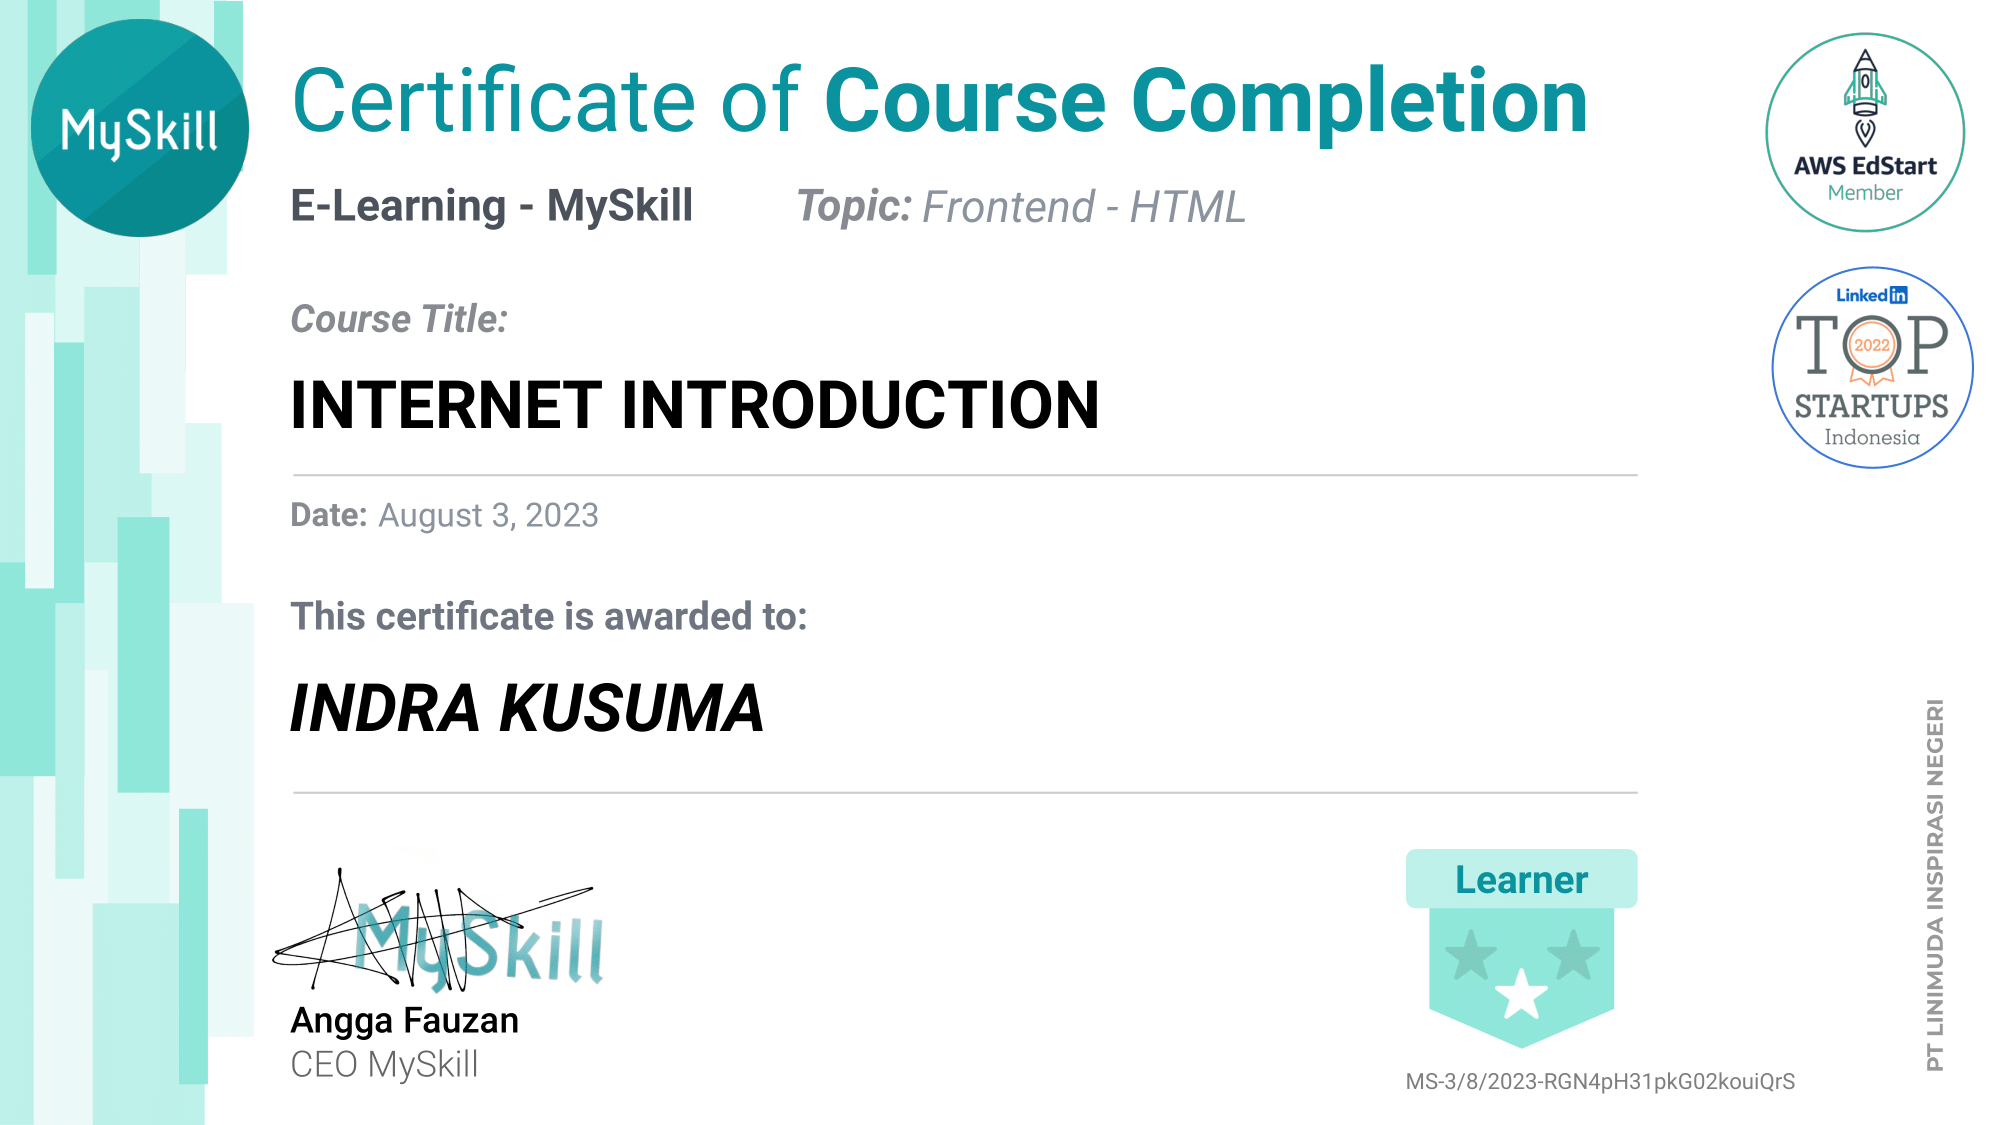 MySkill
Certificate of Course Completion
E-Learning - MySkill
Topic: Frontend - HTML
AWS EdStart
Member
Course Title:
INTERNET INTRODUCTION
LinkedIn
TOP
2022
STARTUPS
Indonesia
Date: August 3, 2023
This certificate is awarded to:
INDRA KUSUMA
MySkill
Angga Fauzan
CEO MySkill
Learner
MS-3/8/2023-RGN4pH31pkG02kouiQrS
PT LINIMUDA INSPIRASI NEGERI